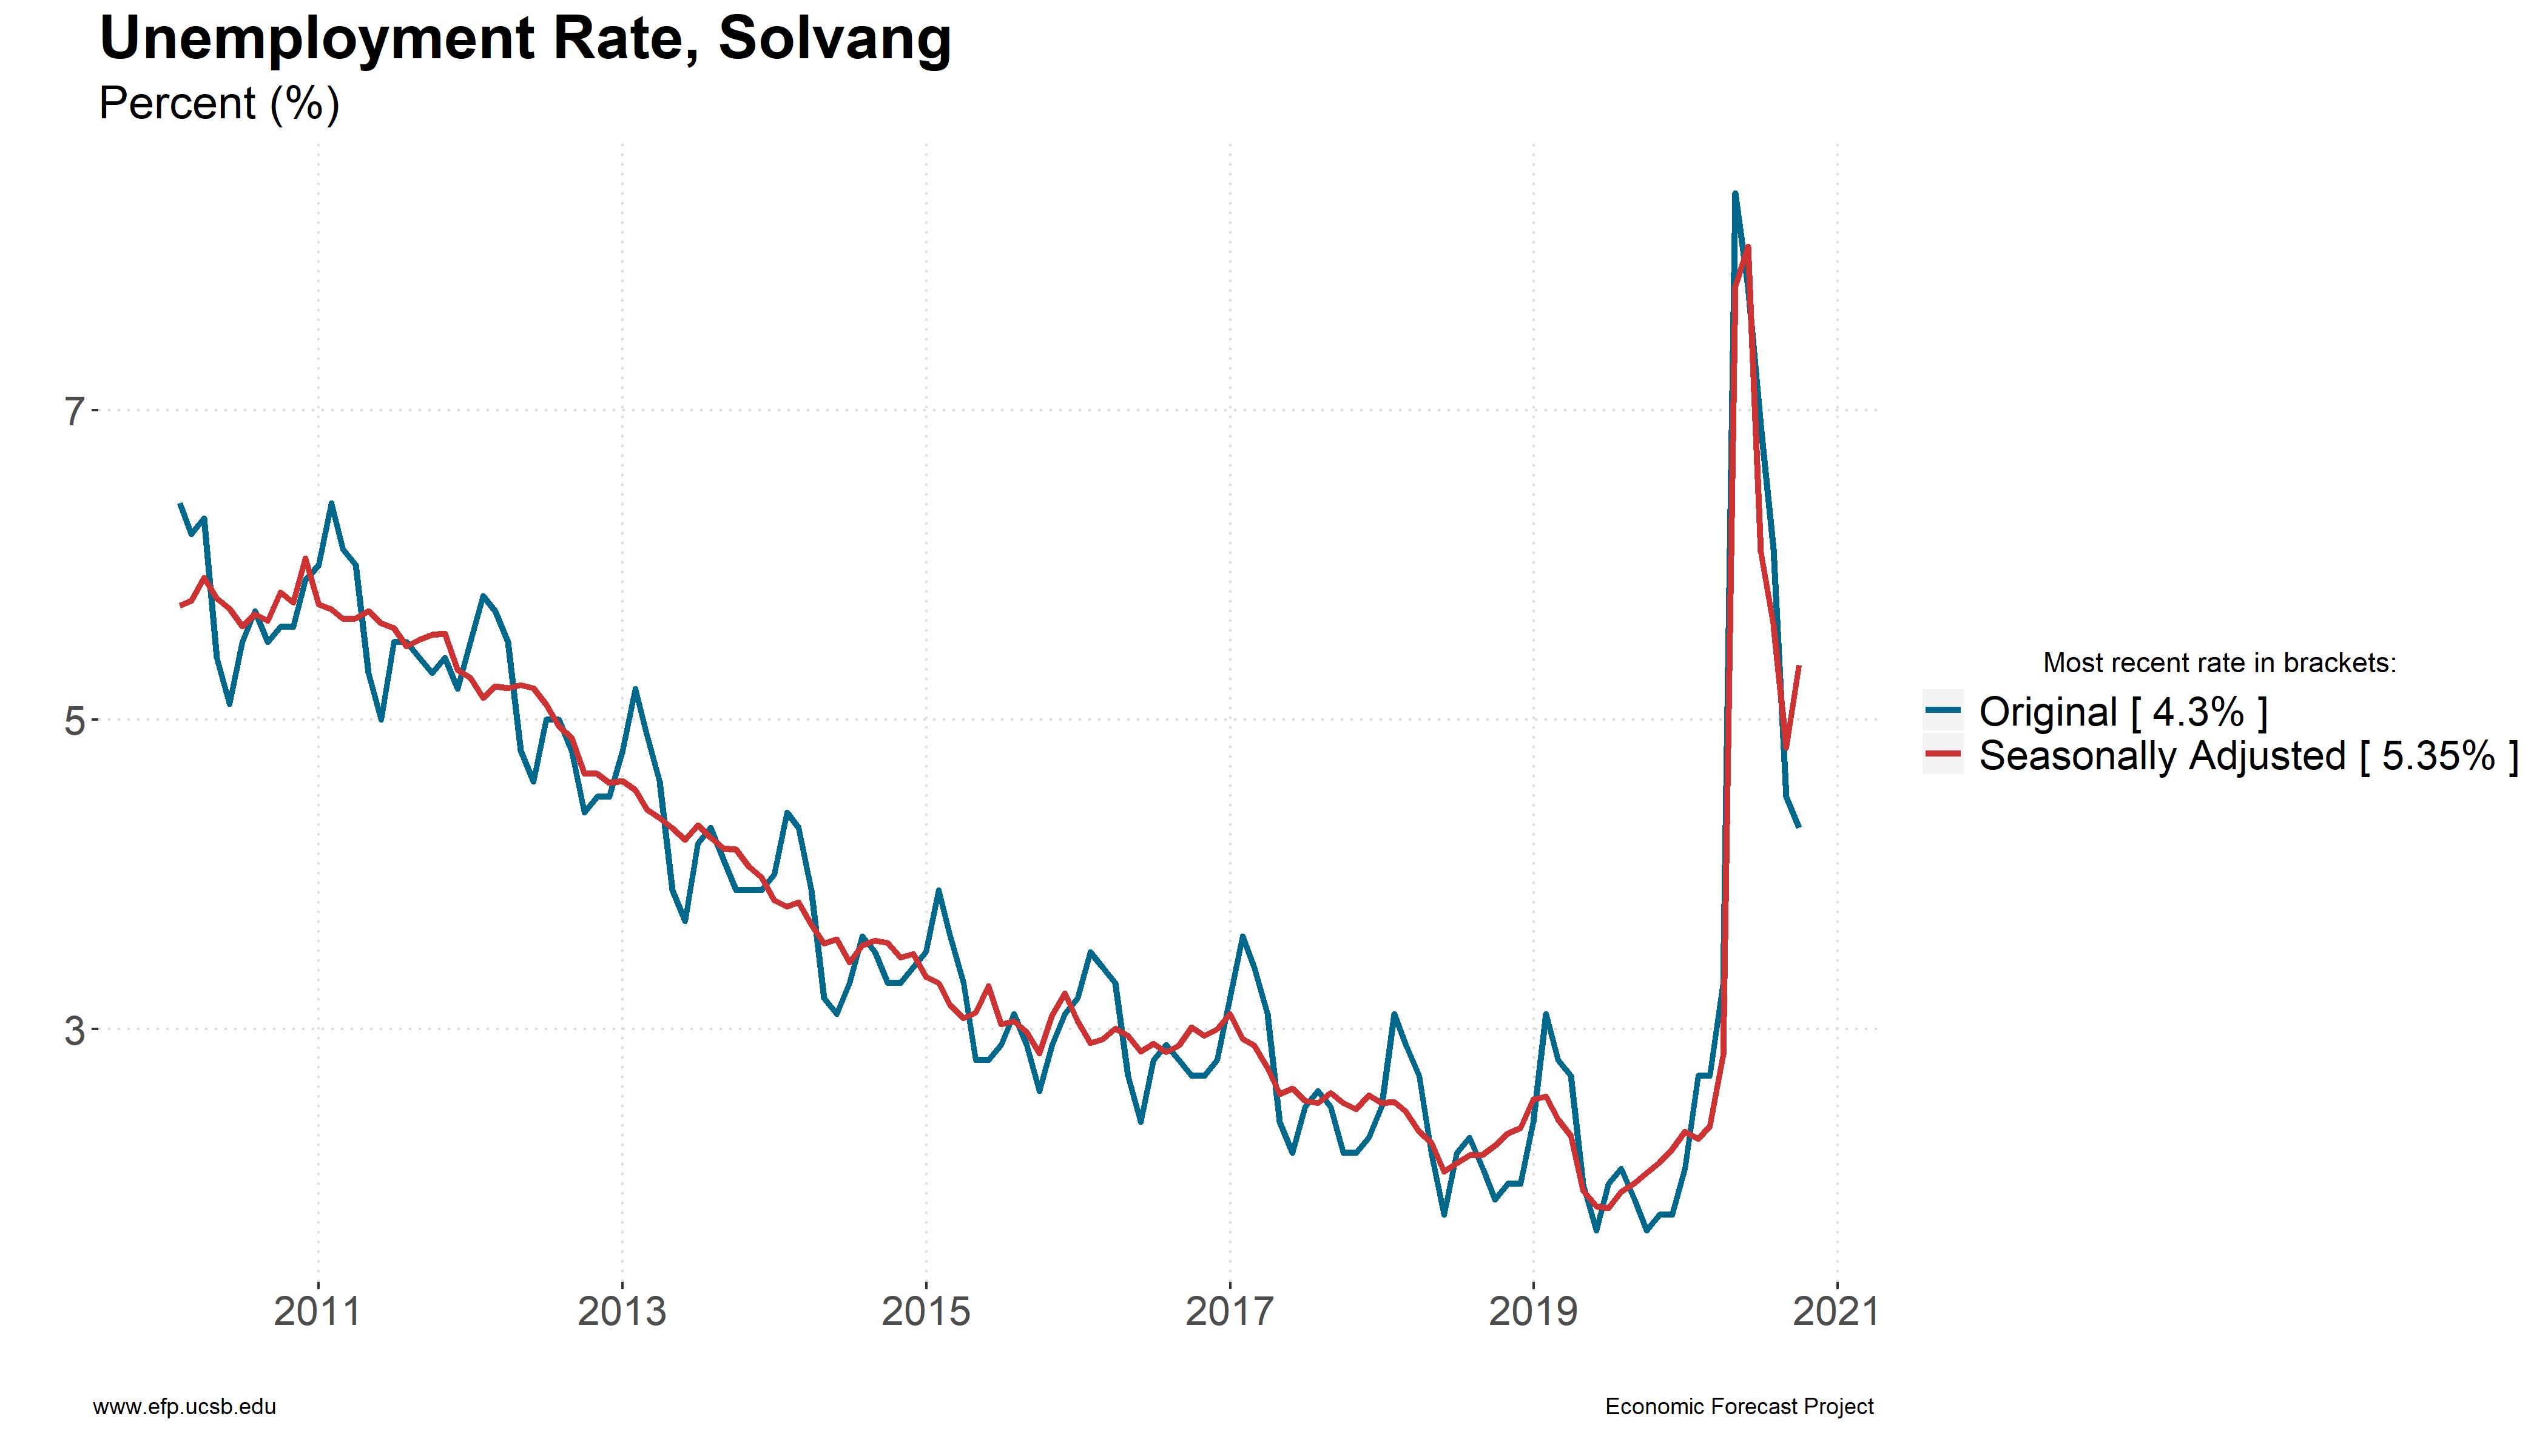 Unemployment Rate, Solvang
Percent (%)
7
5
3
2011 2013 2015 2017 2019 2021
Most recent rate in brackets:
Original [ 4.3% ]
Seasonally Adjusted [ 5.35% ]
www.efp.ucsb.edu
Economic Forecast Project